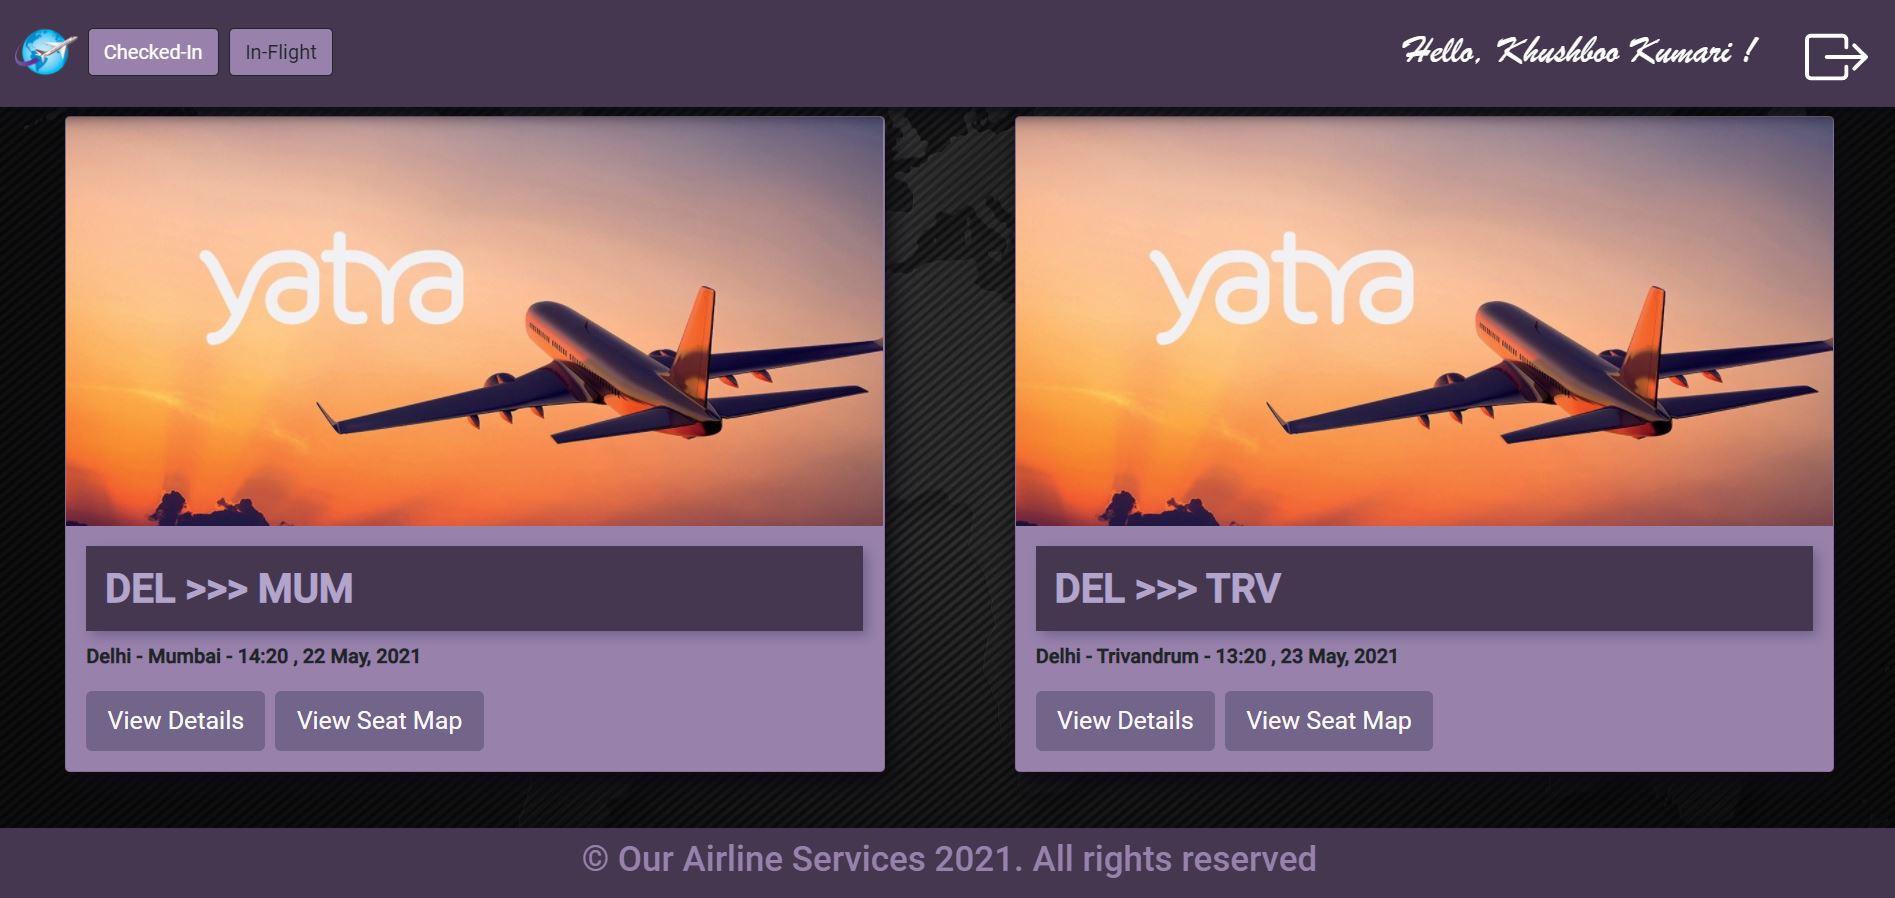 Checked-In In-Flight Hello, Khushboo Kumari !
yatra
yatra
DEL >>> MUM
Delhi - Mumbai - 14:20 , 22 May, 2021
View Details View Seat Map
DEL >>> TRV
Delhi - Trivandrum - 13:20 , 23 May, 2021
View Details View Seat Map
© Our Airline Services 2021. All rights reserved